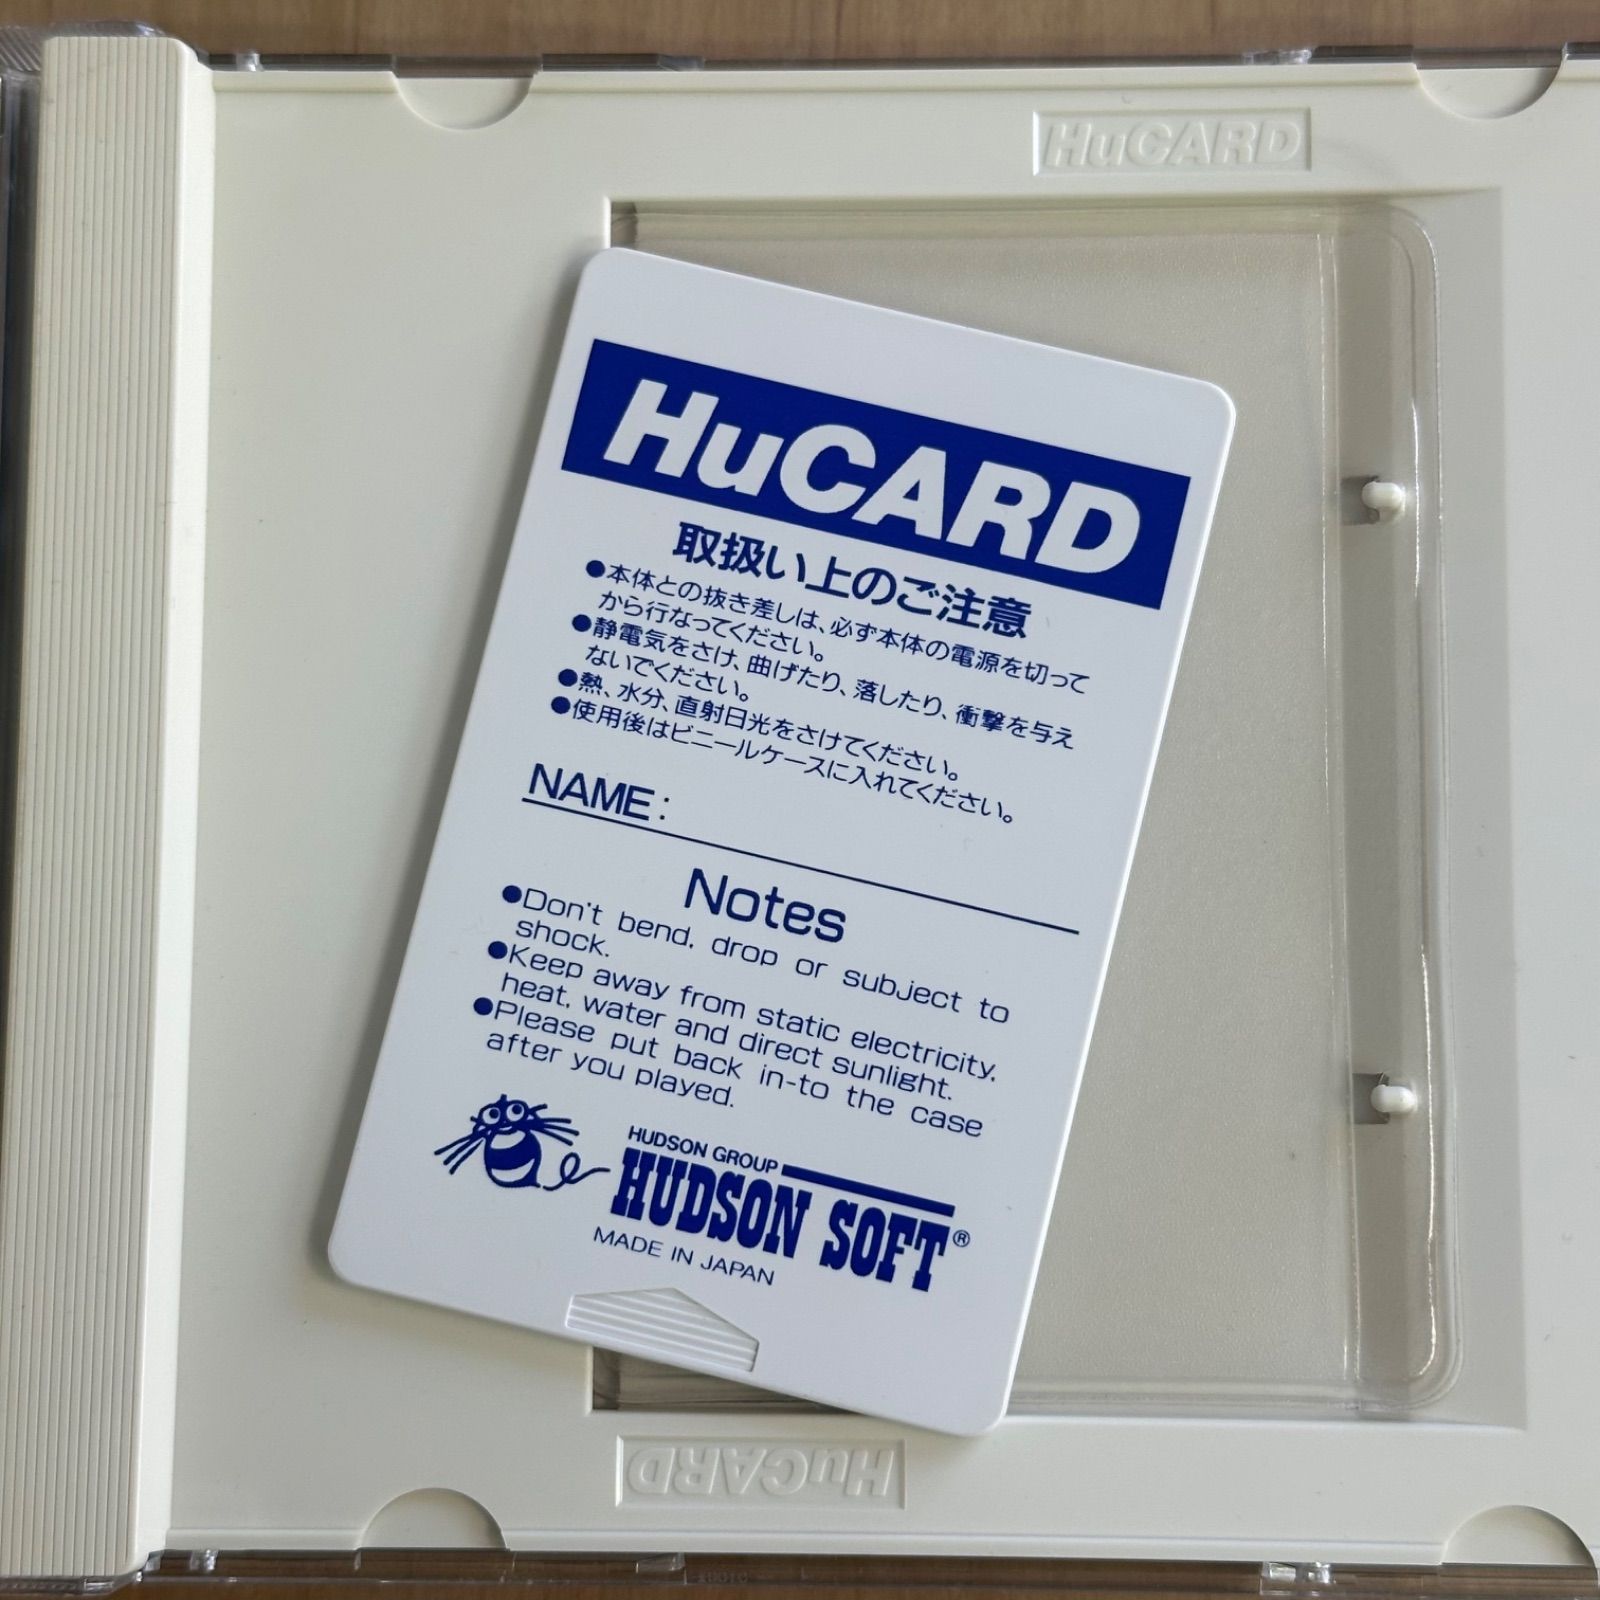 HuCARD
HuCARD
取扱い上のご注意
●本体との抜き差しは、必ず本体の電源を切って
から行なってください。
●静電気をさけ、曲げたり、落したり、衝撃を与え
ないでください。
●熱、水分、直射日光をさけてください。
●使用後はビニールケースに入れてください。
NAME:
Notes
●Don't bend, drop or subject to
shock.
●Keep away from static electricity,
heat, water and direct sunlight.
●Please put back in-to the case
after you played.
HUDSON GROUP
HUDSON SOFT®
MADE IN JAPAN
HuCARD